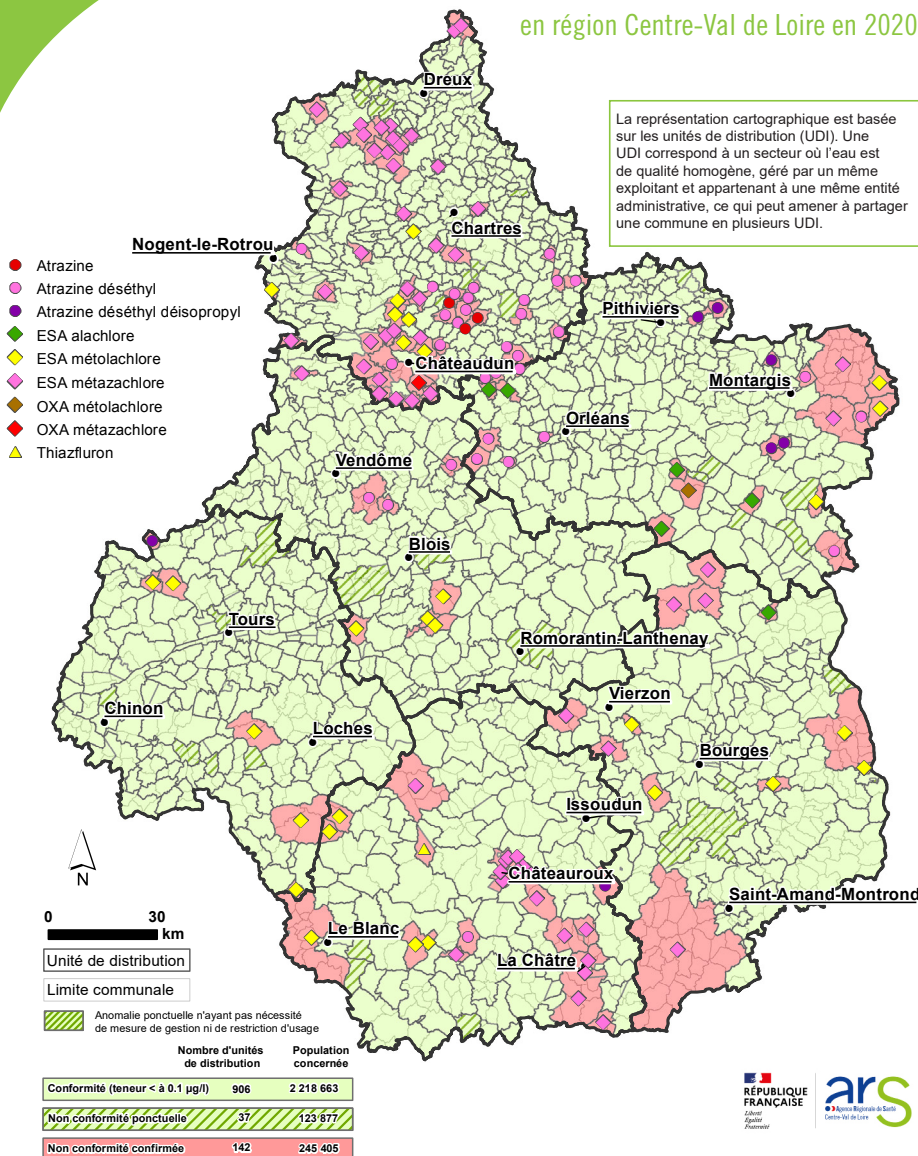 en région Centre-Val de Loire en 2020
La représentation cartographique est basée
sur les unités de distribution (UDI). Une
UDI correspond à un secteur où l'eau est
de qualité homogène, géré par un même
exploitant et appartenant à une même entité
administrative, ce qui peut amener à partager
une commune en plusieurs UDI.
Dreux
Chartres
Nogent-le-Rotrou
Atrazine
Atrazine déséthyl
Atrazine déséthyl déisopropyl
ESA alachlore
ESA métolachlore
ESA métazachlore
OXA métolachlore
OXA métazachlore
Thiazfluron
Pithiviers
Châteaudun
Montargis
Orléans
Vendôme
Blois
Tours
Romorantin-Lanthenay
Chinon
Loches
Vierzon
Bourges
Issoudun
Châteauroux
Saint-Amand-Montrond
Le Blanc
La Châtre
N
0 30
km
Unité de distribution
Limite communale
Anomalie ponctuelle n'ayant pas nécessité
de mesure de gestion ni de restriction d'usage
Nombre d'unités de distribution Population concernée
Conformité (teneur < à 0.1 µg/l) 906 2 218 663
Non conformité ponctuelle 37 123 877
Non conformité confirmée 142 245 405
RÉPUBLIQUE
FRANÇAISE
Liberté
Égalité
Fraternité
ars
Agence Régionale de Santé
Centre-Val de Loire